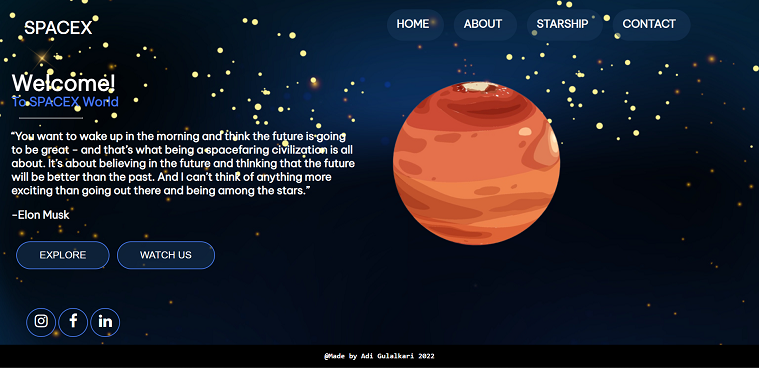 SPACEX
HOME
ABOUT
STARSHIP
CONTACT
Welcome!
To SPACEX World
“You want to wake up in the morning and think the future is going
to be great - and that’s what being a spacefaring civilization is all
about. It’s about believing in the future and thinking that the future
will be better than the past. And I can’t think of anything more
exciting than going out there and being among the stars.”
-Elon Musk
EXPLORE
WATCH US
f
in
@Made by Adi Gulalkari 2022